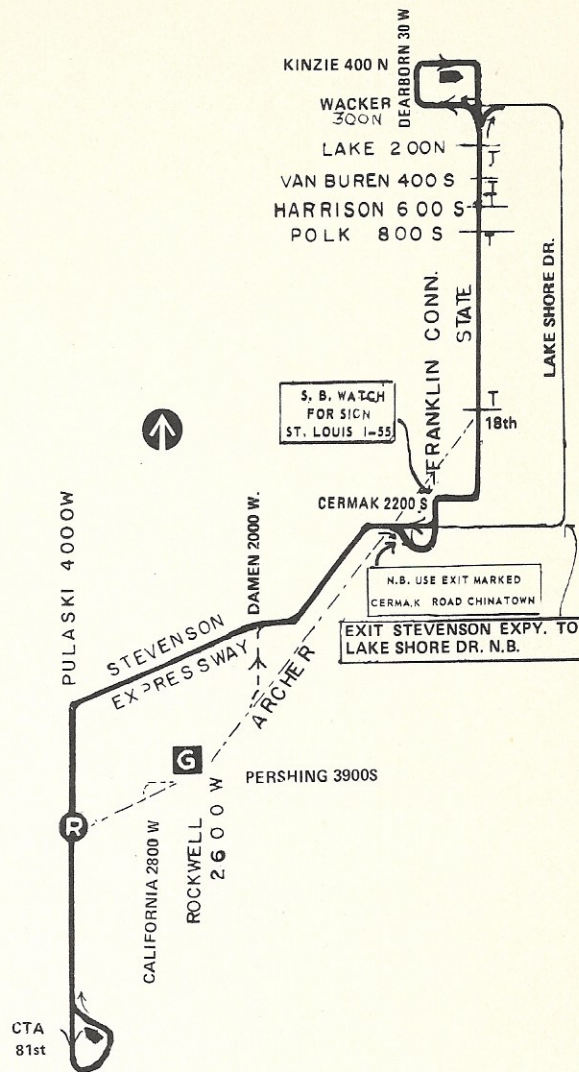 KINZIE 400 N
DEARBORN 30 W
WACKER
300N
LAKE 200N
VAN BUREN 400 S
HARRISON 600 S
POLK 800 S
T
T
T
T
FRANKLIN CONN.
STATE
LAKE SHORE DR.
S. B. WATCH
FOR SIGN
ST. LOUIS I-55
T
18th
CERMAK 2200 S
PULASKI 4000W
DAMEN 2000 W.
N.B. USE EXIT MARKED
CERMAK ROAD CHINATOWN
EXIT STEVENSON EXPY. TO
LAKE SHORE DR. N.B.
STEVENSON
EXPRESSWAY
ARCHER
G
PERSHING 3900S
R
CALIFORNIA 2800 W
ROCKWELL
2600 W
CTA
81st